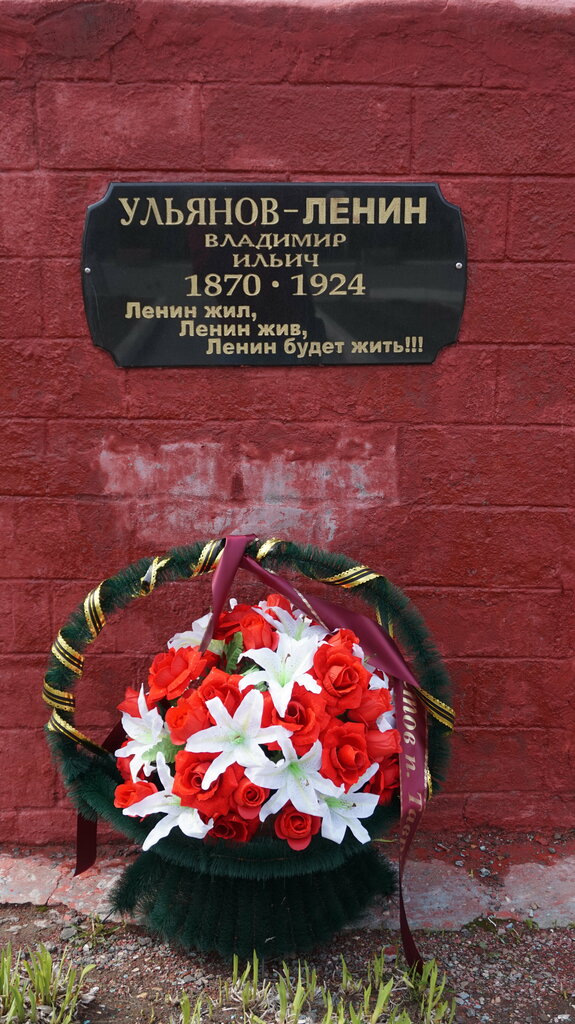 УЛЬЯНОВ-ЛЕНИН
ВЛАДИМИР
ИЛЬИЧ
1870 • 1924
Ленин жил,
Ленин жив,
Ленин будет жить!!!
п.